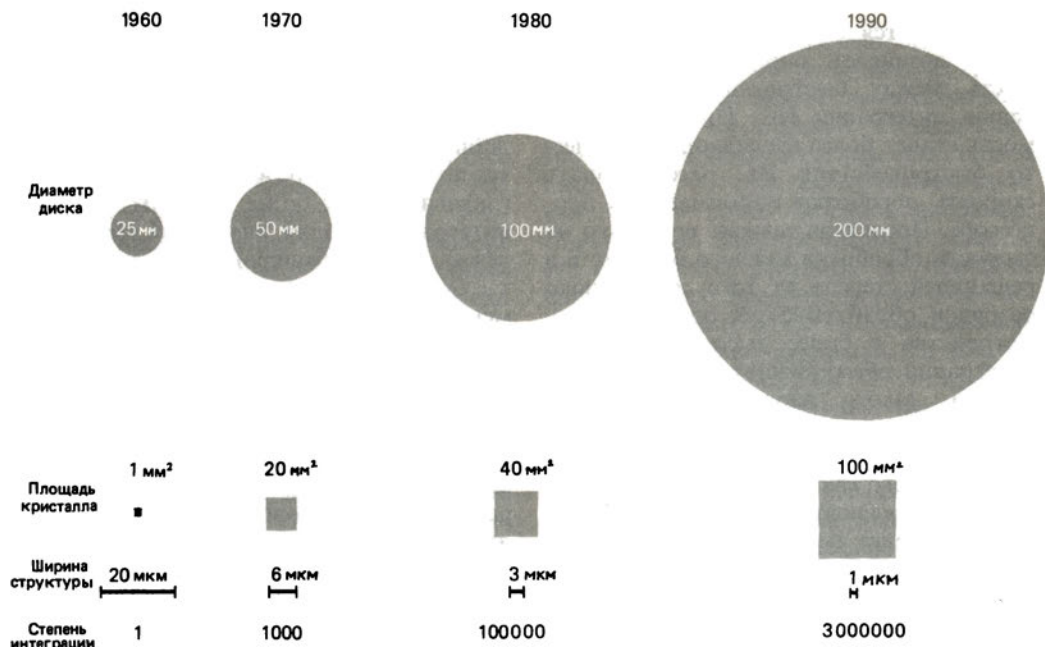 1960 1970 1980 1990
Диаметр
диска
25 мм 50 мм 100 мм 200 мм
1 мм² 20 мм² 40 мм² 100 мм²
Площадь
кристалла
Ширина
структуры
20 мкм 6 мкм 3 мкм 1 мкм
Степень
интеграции
1 1000 100000 3000000